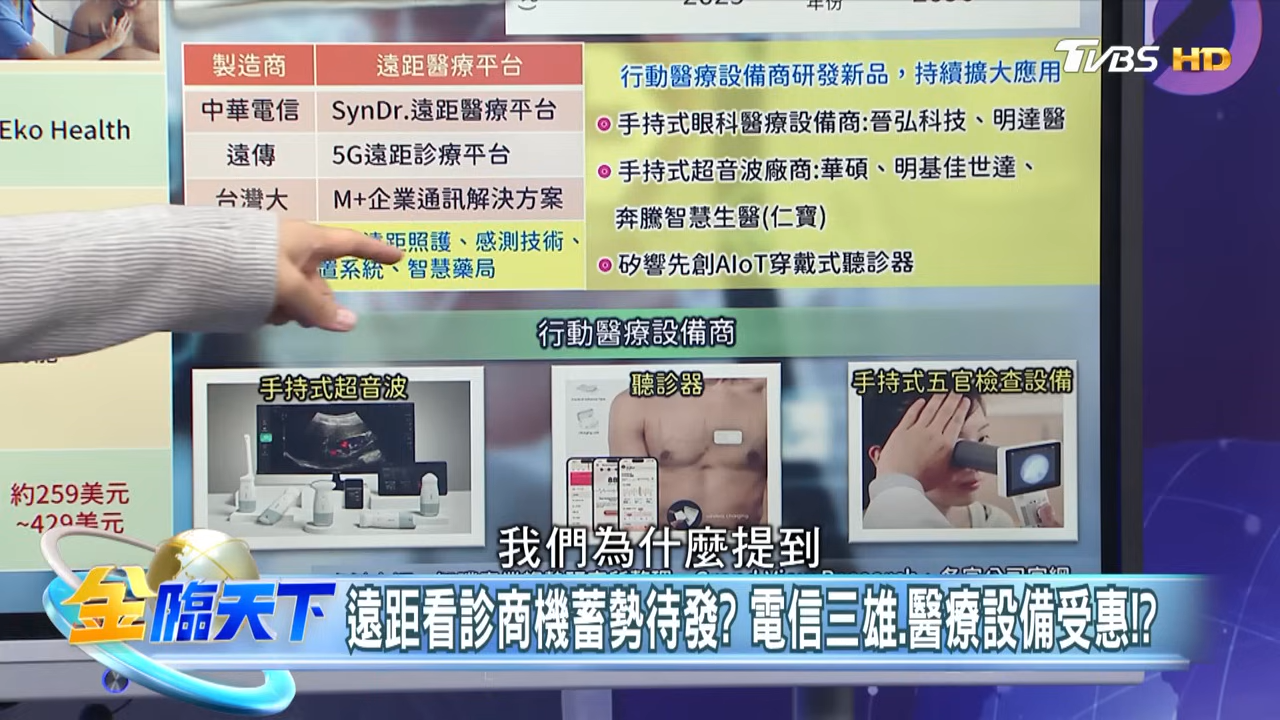 TVBS HD
Eko Health
約259美元
~429美元
製造商 遠距醫療平台
中華電信 SynDr.遠距醫療平台
遠傳 5G遠距診療平台
台灣大 M+企業通訊解決方案
遠距照護、感測技術、
置系統、智慧藥局
行動醫療設備商研發新品，持續擴大應用
手持式眼科醫療設備商:晉弘科技、明達醫
手持式超音波廠商:華碩、明基佳世達、
奔騰智慧生醫(仁寶)
矽響先創AIoT穿戴式聽診器
行動醫療設備商
手持式超音波
聽診器
手持式五官檢查設備
我們為什麼提到
金臨天下
遠距看診商機蓄勢待發? 電信三雄.醫療設備受惠!?